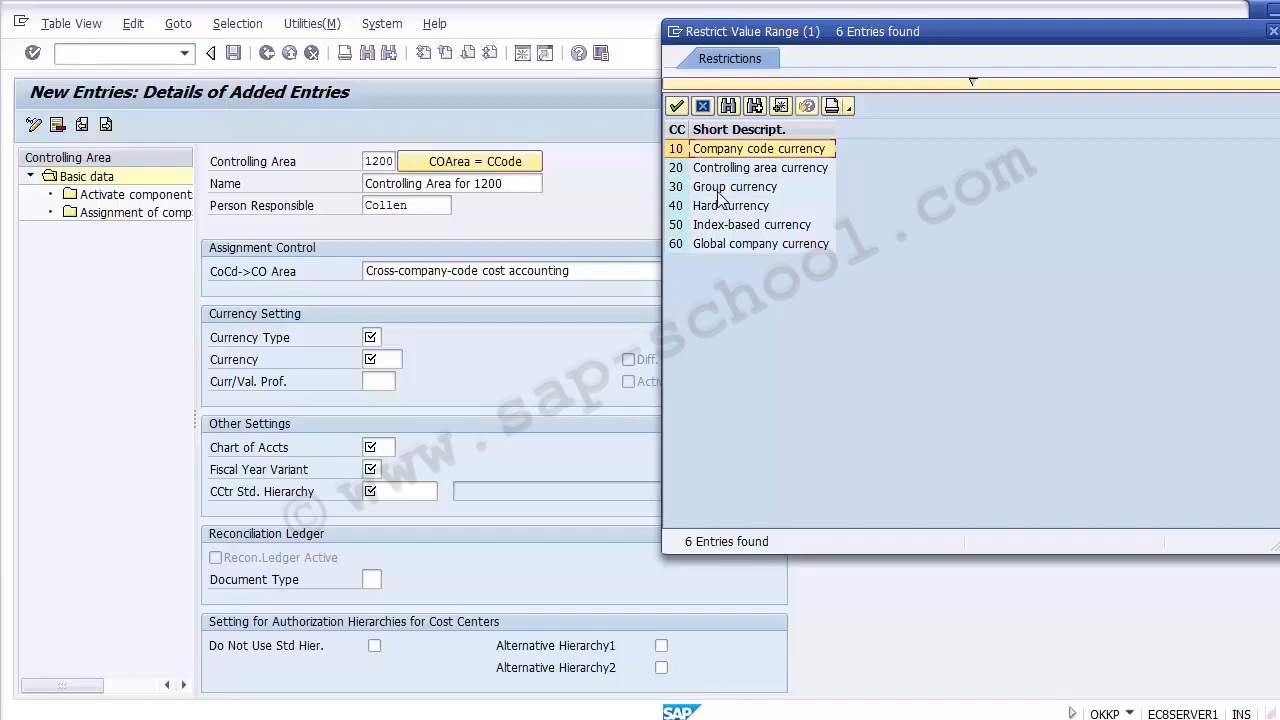 Table View Edit Goto Selection Utilities(M) System Help
New Entries: Details of Added Entries
Controlling Area
Basic data
Activate component
Assignment of comp
Controlling Area 1200 COArea = CCode
Name Controlling Area for 1200
Person Responsible Collen
Assignment Control
CoCd->CO Area Cross-company-code cost accounting
Currency Setting
Currency Type
Currency Diff.
Curr/Val. Prof. Activ
Other Settings
Chart of Accts
Fiscal Year Variant
CCtr Std. Hierarchy
Reconciliation Ledger
Recon.Ledger Active
Document Type
Setting for Authorization Hierarchies for Cost Centers
Do Not Use Std Hier. Alternative Hierarchy1
Alternative Hierarchy2
Restrict Value Range (1) 6 Entries found
Restrictions
CC Short Descript.
10 Company code currency
20 Controlling area currency
30 Group currency
40 Hard currency
50 Index-based currency
60 Global company currency
6 Entries found
© www.sap-school.com
SAP OKKP EC8SERVER1 INS